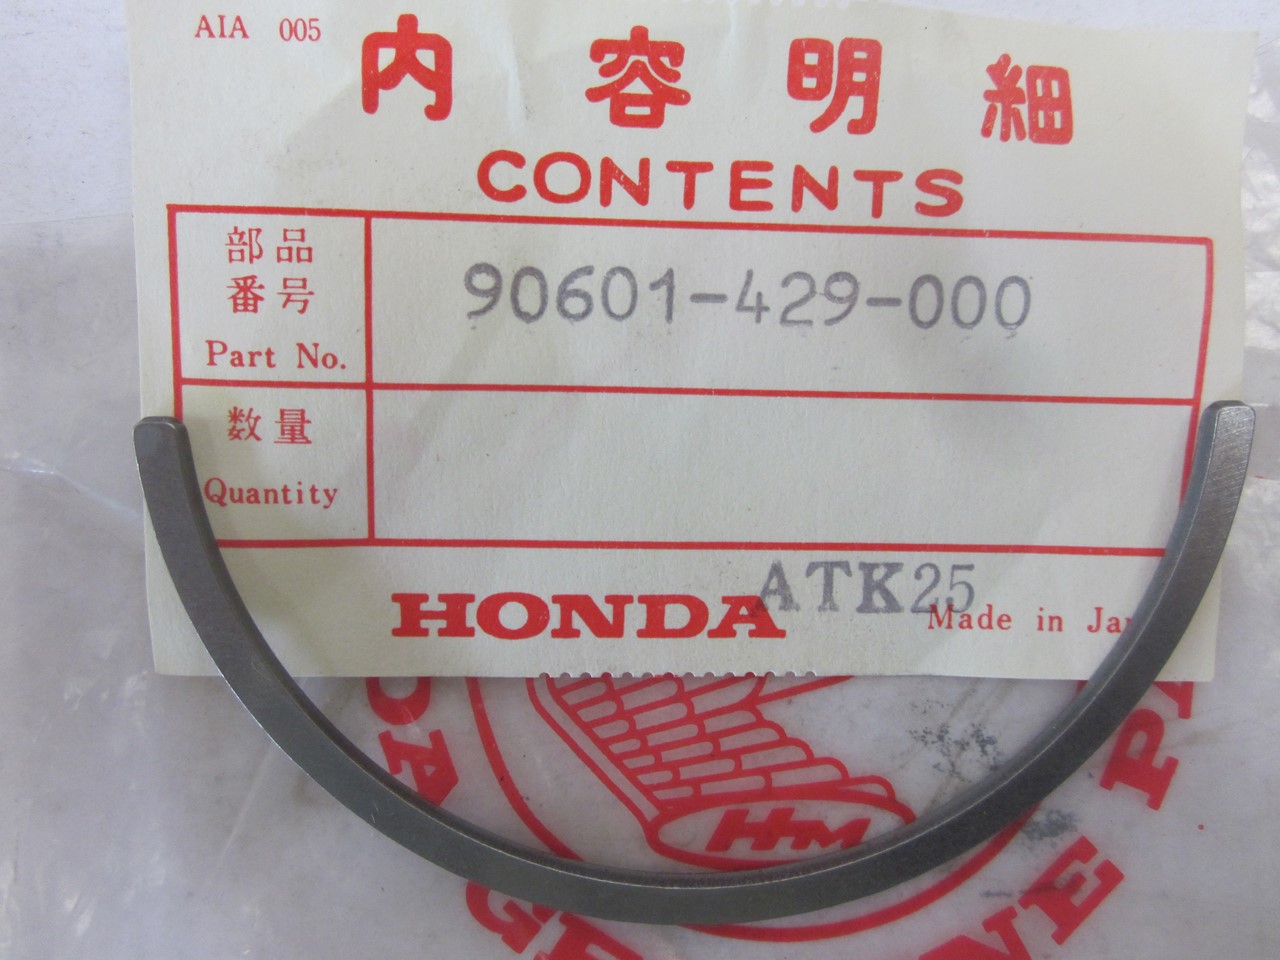 AIA 005
内容明細
CONTENTS
部品
番号
Part No.
90601-429-000
数量
Quantity
HONDA
ATK25
Made in
HM